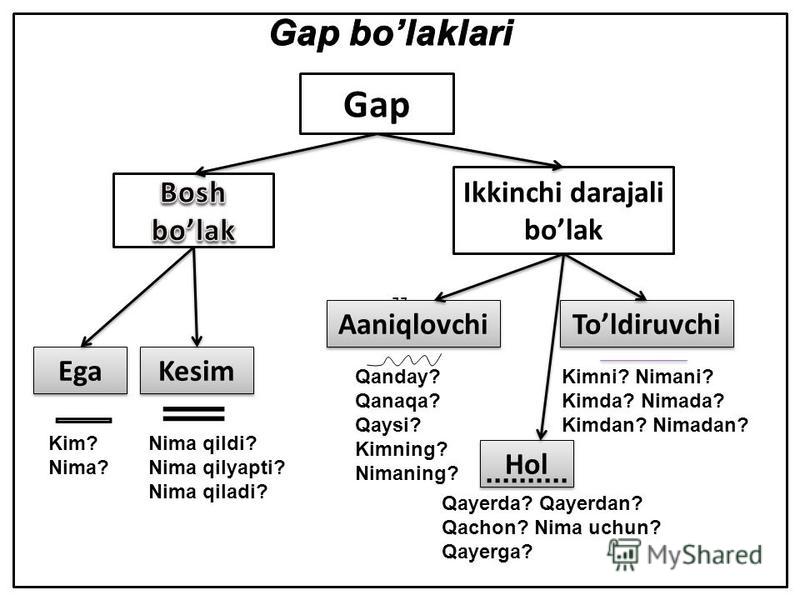 Gap bo’laklari
Gap
Bosh
bo’lak
Ikkinchi darajali
bo’lak
Aaniqlovchi
To’ldiruvchi
Ega
Kesim
Qanday?
Qanaqa?
Qaysi?
Kimning?
Nimaning?
Kimni? Nimani?
Kimda? Nimada?
Kimdan? Nimadan?
Kim?
Nima?
Nima qildi?
Nima qilyapti?
Nima qiladi?
Hol
Qayerda? Qayerdan?
Qachon? Nima uchun?
Qayerga?
MyShared